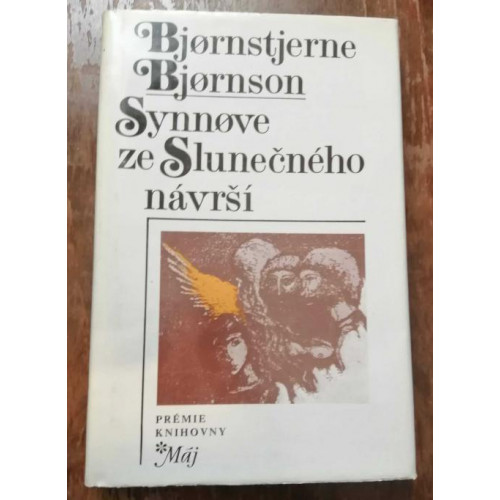 Bjørnstjerne
Bjørnson
Synnøve
ze Slunečného
návrší
PRÉMIE
KNIHOVNY
*Máj